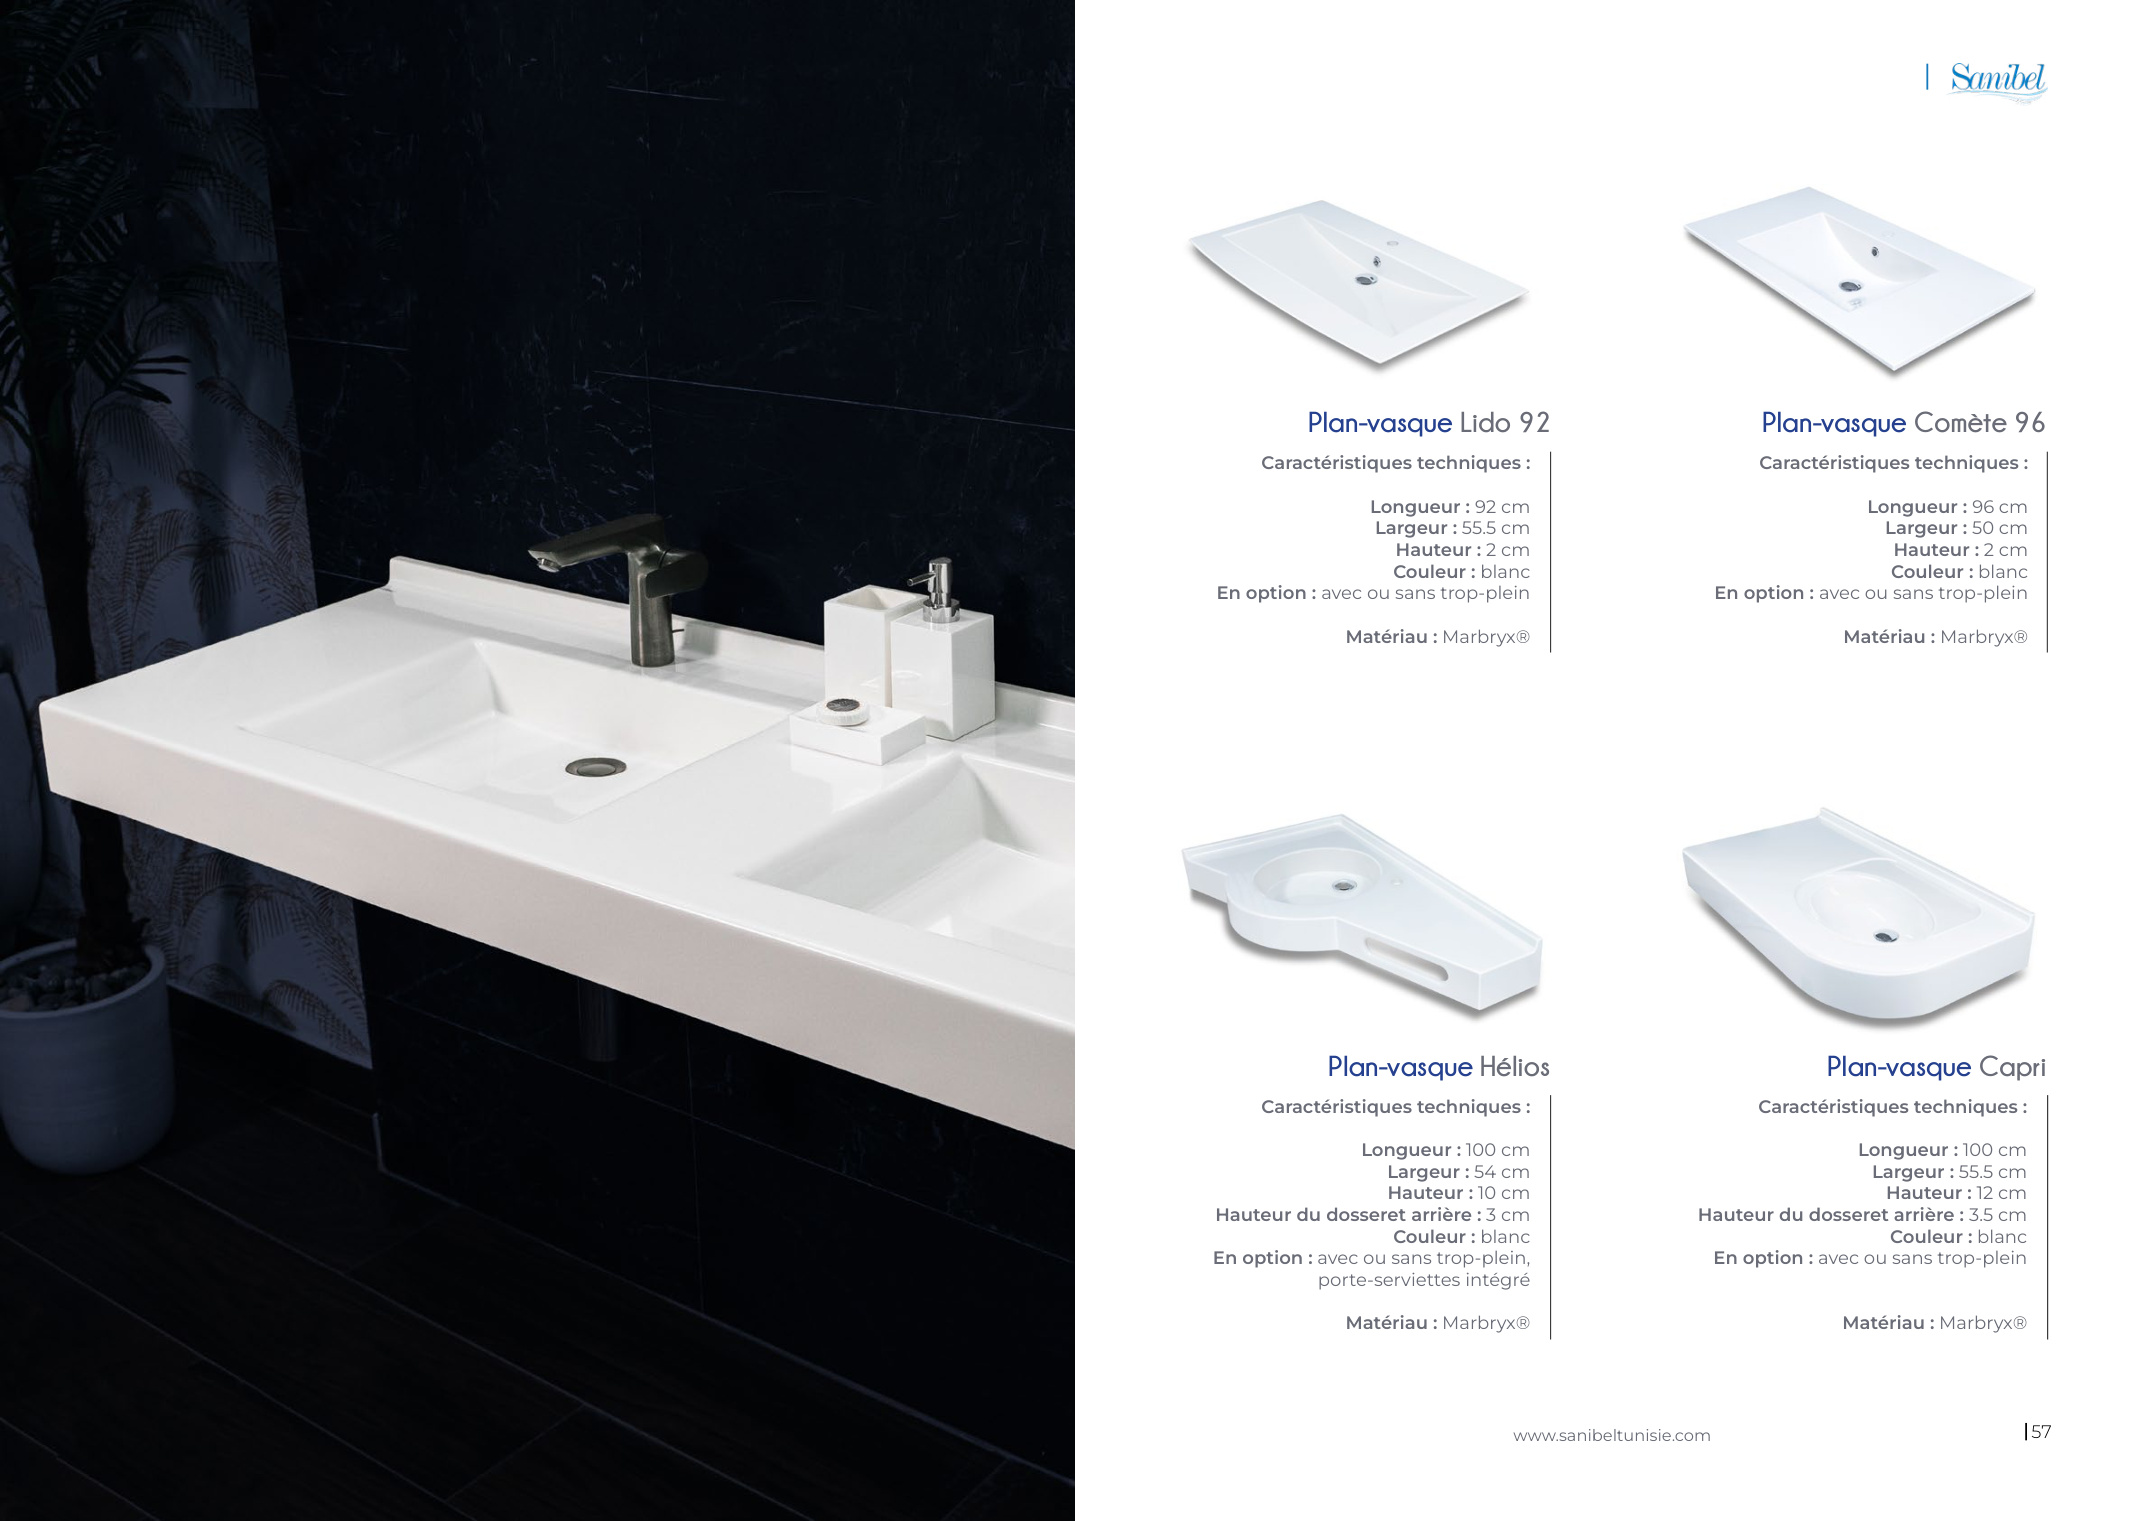 Sanibel
Plan-vasque Lido 92
Caractéristiques techniques :
Longueur : 92 cm
Largeur : 55.5 cm
Hauteur : 2 cm
Couleur : blanc
En option : avec ou sans trop-plein
Matériau : Marbryx®
Plan-vasque Comète 96
Caractéristiques techniques :
Longueur : 96 cm
Largeur : 50 cm
Hauteur : 2 cm
Couleur : blanc
En option : avec ou sans trop-plein
Matériau : Marbryx®
Plan-vasque Hélios
Caractéristiques techniques :
Longueur : 100 cm
Largeur : 54 cm
Hauteur : 10 cm
Hauteur du dosseret arrière : 3 cm
Couleur : blanc
En option : avec ou sans trop-plein,
porte-serviettes intégré
Matériau : Marbryx®
Plan-vasque Capri
Caractéristiques techniques :
Longueur : 100 cm
Largeur : 55.5 cm
Hauteur : 12 cm
Hauteur du dosseret arrière : 3.5 cm
Couleur : blanc
En option : avec ou sans trop-plein
Matériau : Marbryx®
www.sanibeltunisie.com
57